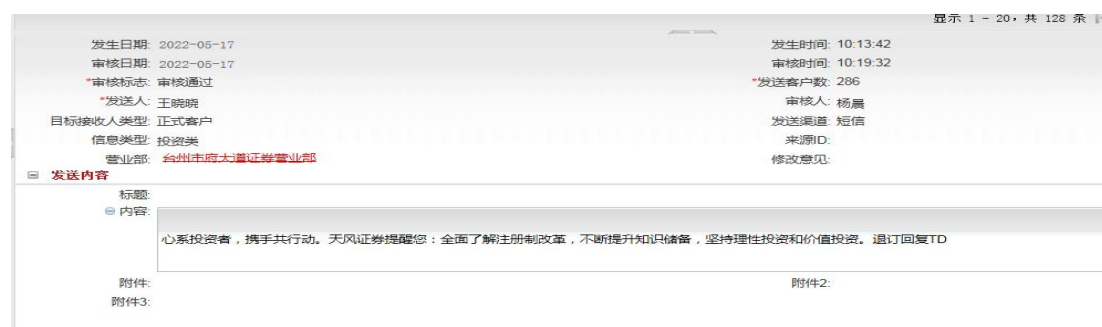 显示 1 - 20，共 128 条
发生日期: 2022-05-17 发生时间: 10:13:42
审核日期: 2022-05-17 审核时间: 10:19:32
*审核标志: 审核通过 *发送客户数: 286
*发送人: 王晓晓 审核人: 杨晨
目标接收人类型: 正式客户 发送渠道: 短信
信息类型: 投资类 来源ID:
营业部: 台州市府大道证券营业部 修改意见:
发送内容
标题:
内容:
心系投资者，携手共行动。天风证券提醒您：全面了解注册制改革，不断提升知识储备，坚持理性投资和价值投资。退订回复TD
附件: 附件2:
附件3: